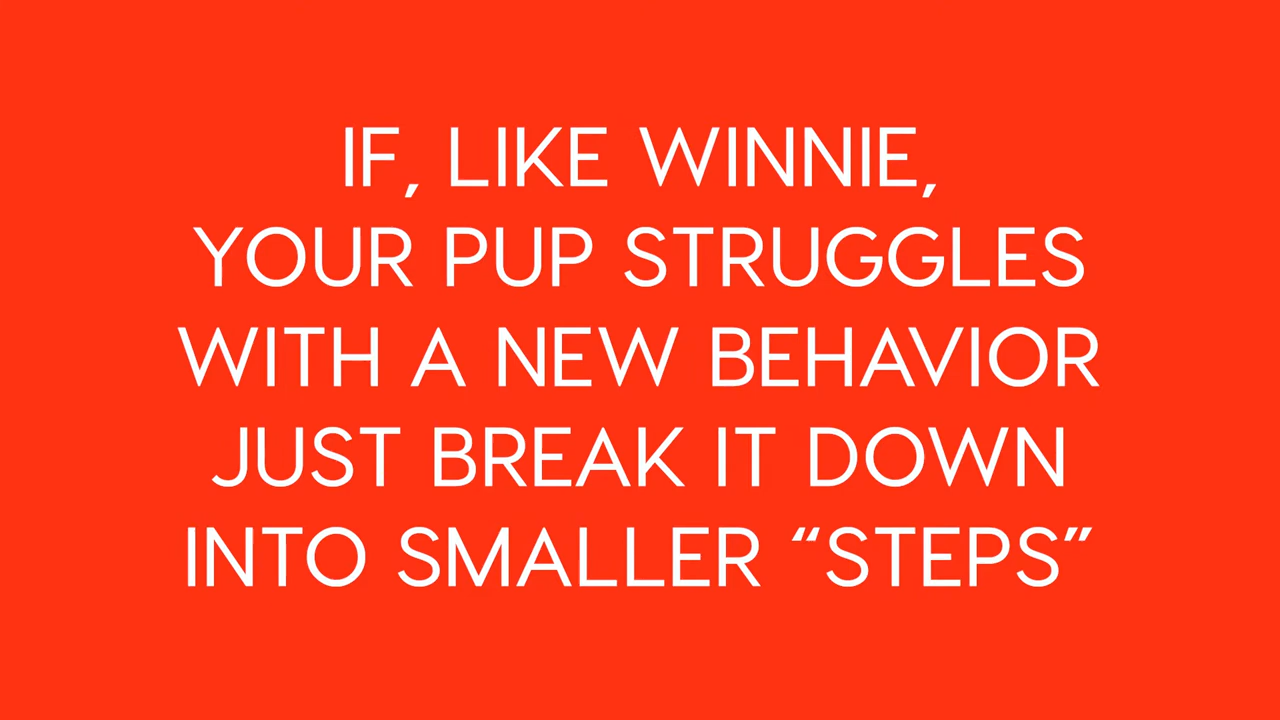 IF, LIKE WINNIE,
YOUR PUP STRUGGLES
WITH A NEW BEHAVIOR
JUST BREAK IT DOWN
INTO SMALLER “STEPS”